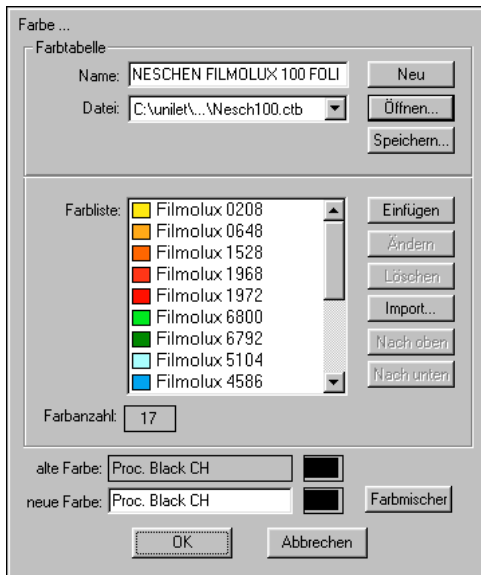 Farbe ...
Farbtabelle
Name: NESCHEN FILMOLUX 100 FOLI Neu
Datei: C:\unilet\...\Nesch100.ctb Öffnen...
Speichern...
Farbliste: Filmolux 0208 Einfügen
Filmolux 0648 Ändern
Filmolux 1528 Löschen
Filmolux 1968 Import...
Filmolux 1972 Nach oben
Filmolux 6800 Nach unten
Filmolux 6792
Filmolux 5104
Filmolux 4586
Farbanzahl: 17
alte Farbe: Proc. Black CH
neue Farbe: Proc. Black CH Farbmischer
OK Abbrechen